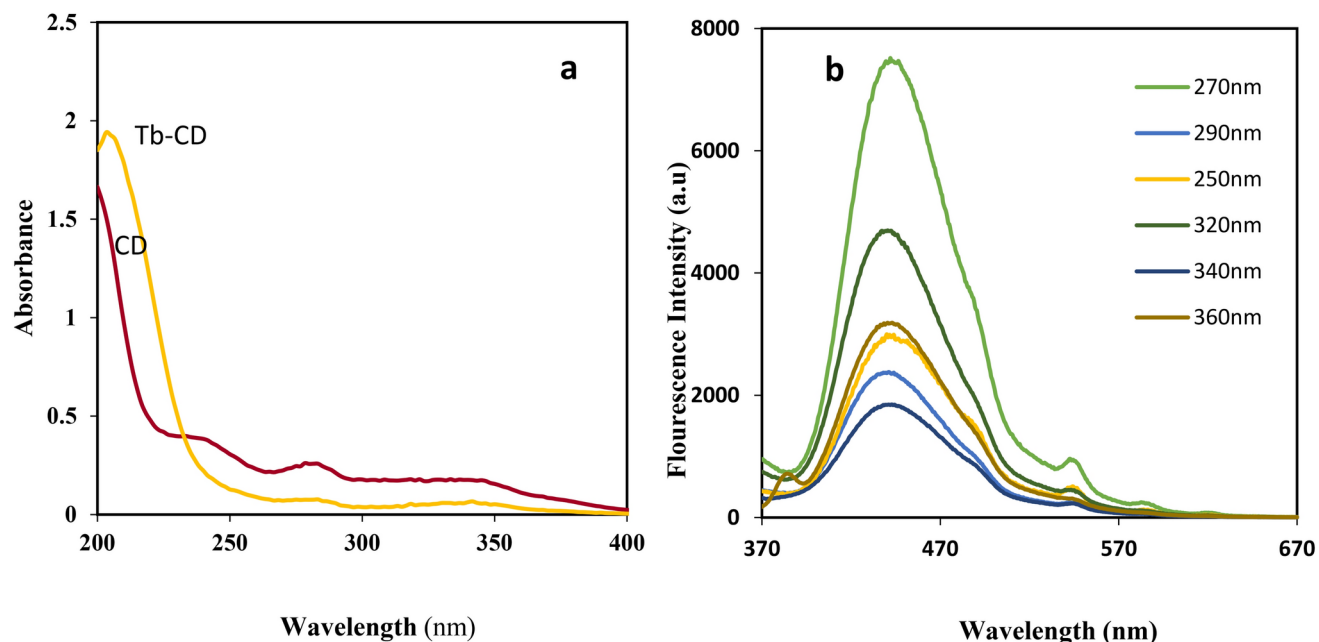 a
Absorbance
2.5
2
1.5
1
0.5
0
Tb-CD
CD
200 250 300 350 400
Wavelength (nm)
b
Flourescence Intensity (a.u)
8000
6000
4000
2000
0
270nm
290nm
250nm
320nm
340nm
360nm
370 470 570 670
Wavelength (nm)